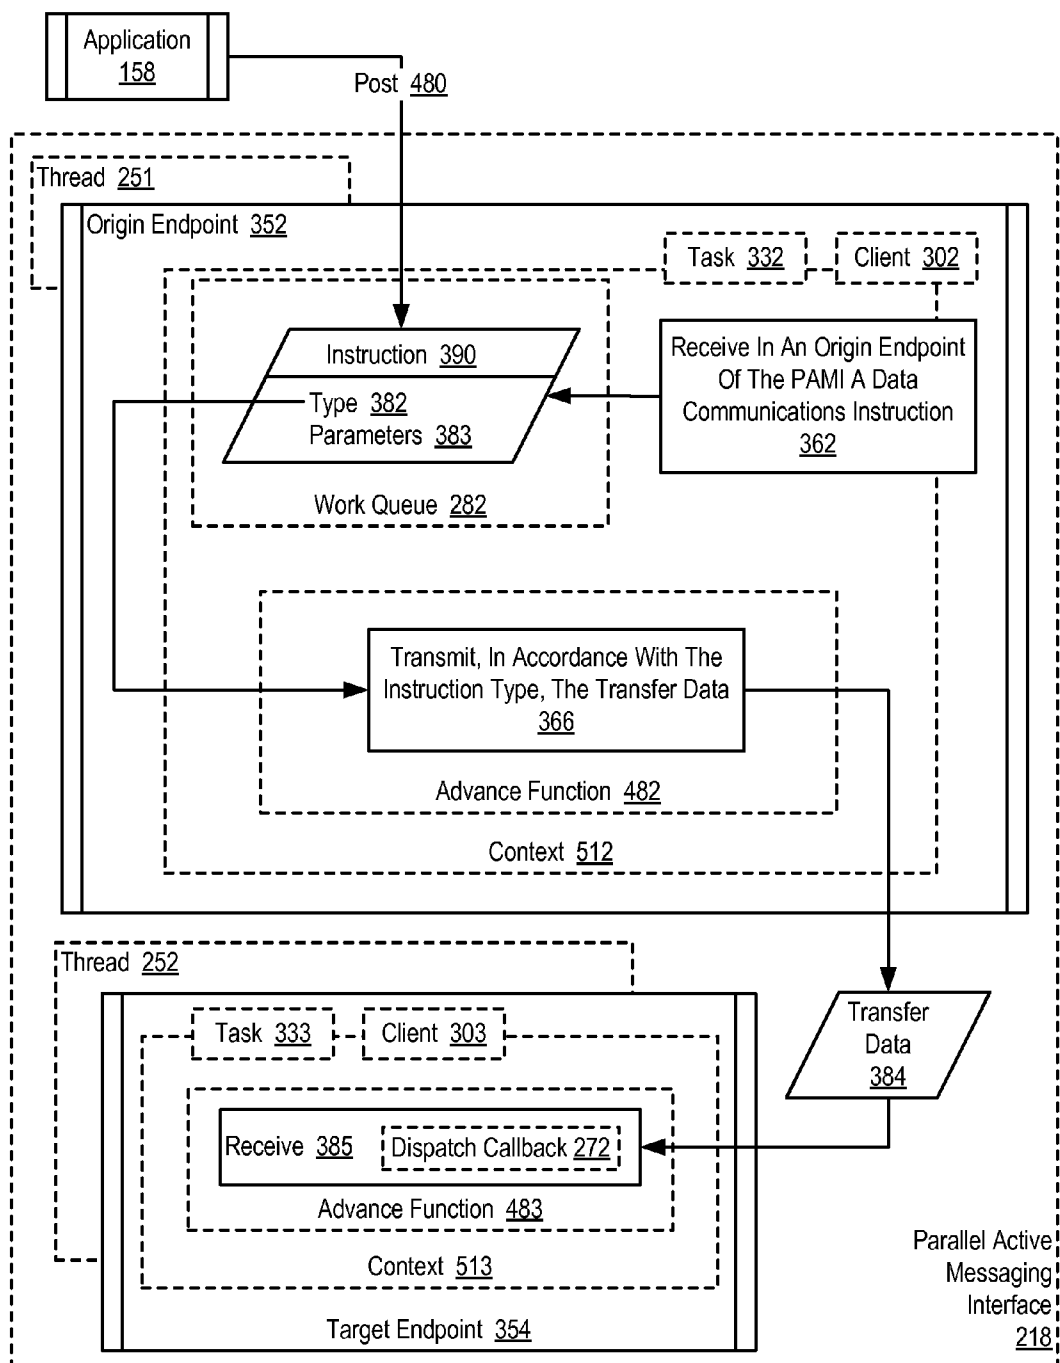 Application
158
Post 480
Thread 251
Origin Endpoint 352
Task 332
Client 302
Instruction 390
Type 382
Parameters 383
Work Queue 282
Receive In An Origin Endpoint
Of The PAMI A Data
Communications Instruction
362
Transmit, In Accordance With The
Instruction Type, The Transfer Data
366
Advance Function 482
Context 512
Thread 252
Task 333
Client 303
Transfer
Data
384
Receive 385
Dispatch Callback 272
Advance Function 483
Context 513
Target Endpoint 354
Parallel Active
Messaging
Interface
218